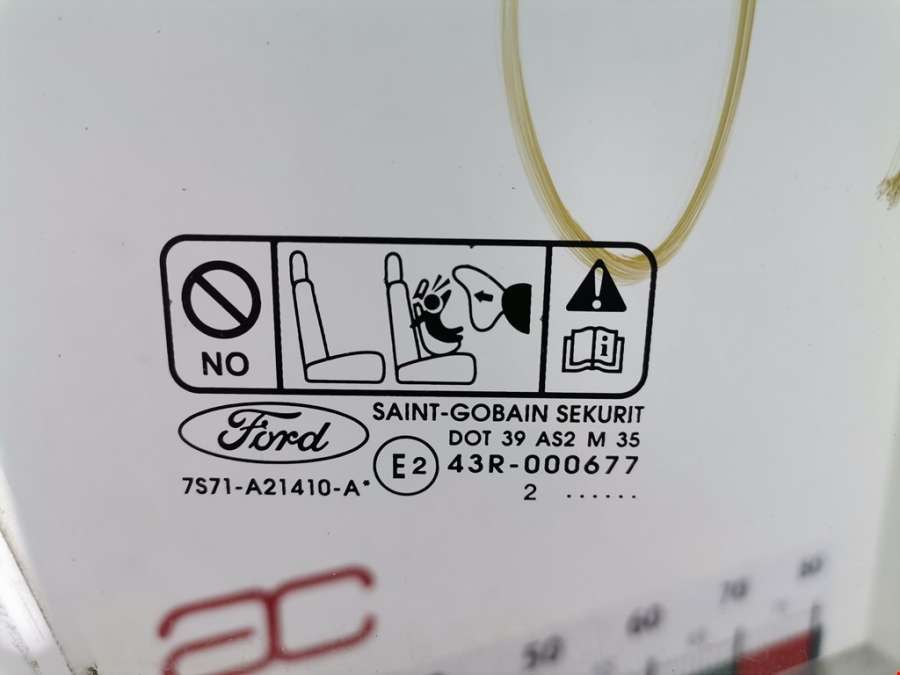 NO
i
Ford
SAINT-GOBAIN SEKURIT
DOT 39 AS2 M 35
E2 43R-000677
7S71-A21410-A*
2 ......
ac
50 60 70 80